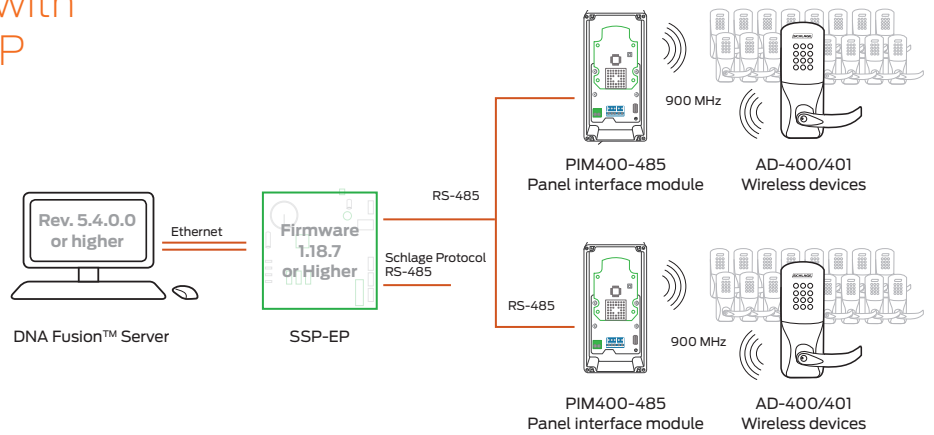 with
P
Rev. 5.4.0.0
or higher
DNA Fusion™ Server
Ethernet
Firmware
1.18.7
or Higher
SSP-EP
RS-485
Schlage Protocol
RS-485
RS-485
PIM400-485
Panel interface module
900 MHz
SCHLAGE
AD-400/401
Wireless devices
PIM400-485
Panel interface module
900 MHz
SCHLAGE
AD-400/401
Wireless devices